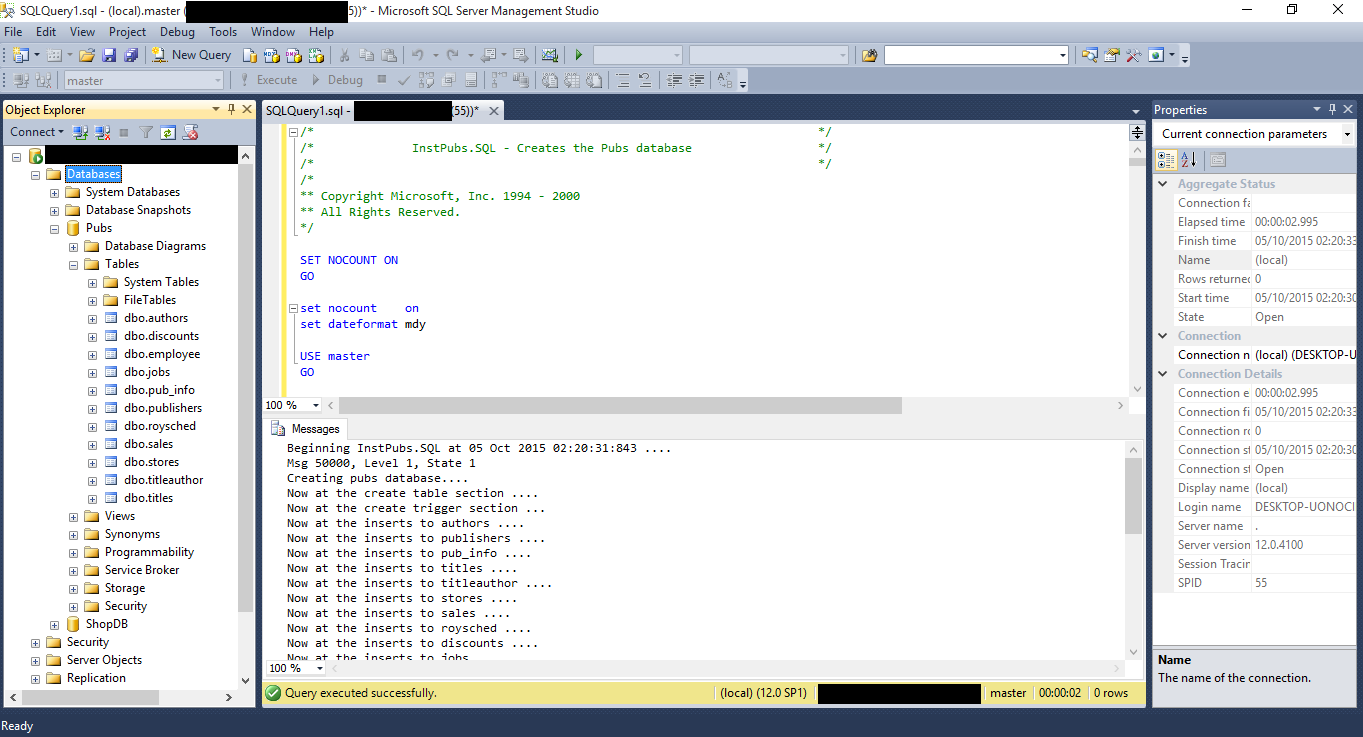 SQLQuery1.sql - (local).master (5))* - Microsoft SQL Server Management Studio
File Edit View Project Debug Tools Window Help
New Query
master Execute Debug
Object Explorer
Connect
Databases
System Databases
Database Snapshots
Pubs
Database Diagrams
Tables
System Tables
FileTables
dbo.authors
dbo.discounts
dbo.employee
dbo.jobs
dbo.pub_info
dbo.publishers
dbo.roysched
dbo.sales
dbo.stores
dbo.titleauthor
dbo.titles
Views
Synonyms
Programmability
Service Broker
Storage
Security
ShopDB
Security
Server Objects
Replication
SQLQuery1.sql - (55))*
/* */
/* InstPubs.SQL - Creates the Pubs database */
/* */
/*
** Copyright Microsoft, Inc. 1994 - 2000
** All Rights Reserved.
*/
SET NOCOUNT ON
GO
set nocount on
set dateformat mdy
USE master
GO
100 %
Messages
Beginning InstPubs.SQL at 05 Oct 2015 02:20:31:843 ....
Msg 50000, Level 1, State 1
Creating pubs database....
Now at the create table section ....
Now at the create trigger section ...
Now at the inserts to authors ....
Now at the inserts to publishers ....
Now at the inserts to pub_info ....
Now at the inserts to titles ....
Now at the inserts to titleauthor ....
Now at the inserts to stores ....
Now at the inserts to sales ....
Now at the inserts to roysched ....
Now at the inserts to discounts ....
Now at the inserts to jobs
100 %
Query executed successfully. (local) (12.0 SP1) master 00:00:02 0 rows
Properties
Current connection parameters
Aggregate Status
Connection fa
Elapsed time 00:00:02.995
Finish time 05/10/2015 02:20:33
Name (local)
Rows returned 0
Start time 05/10/2015 02:20:30
State Open
Connection
Connection n (local) (DESKTOP-U
Connection Details
Connection e 00:00:02.995
Connection fi 05/10/2015 02:20:33
Connection ro 0
Connection st 05/10/2015 02:20:30
Connection st Open
Display name (local)
Login name DESKTOP-UONOCI
Server name .
Server version 12.0.4100
Session Tracin
SPID 55
Name
The name of the connection.
Ready